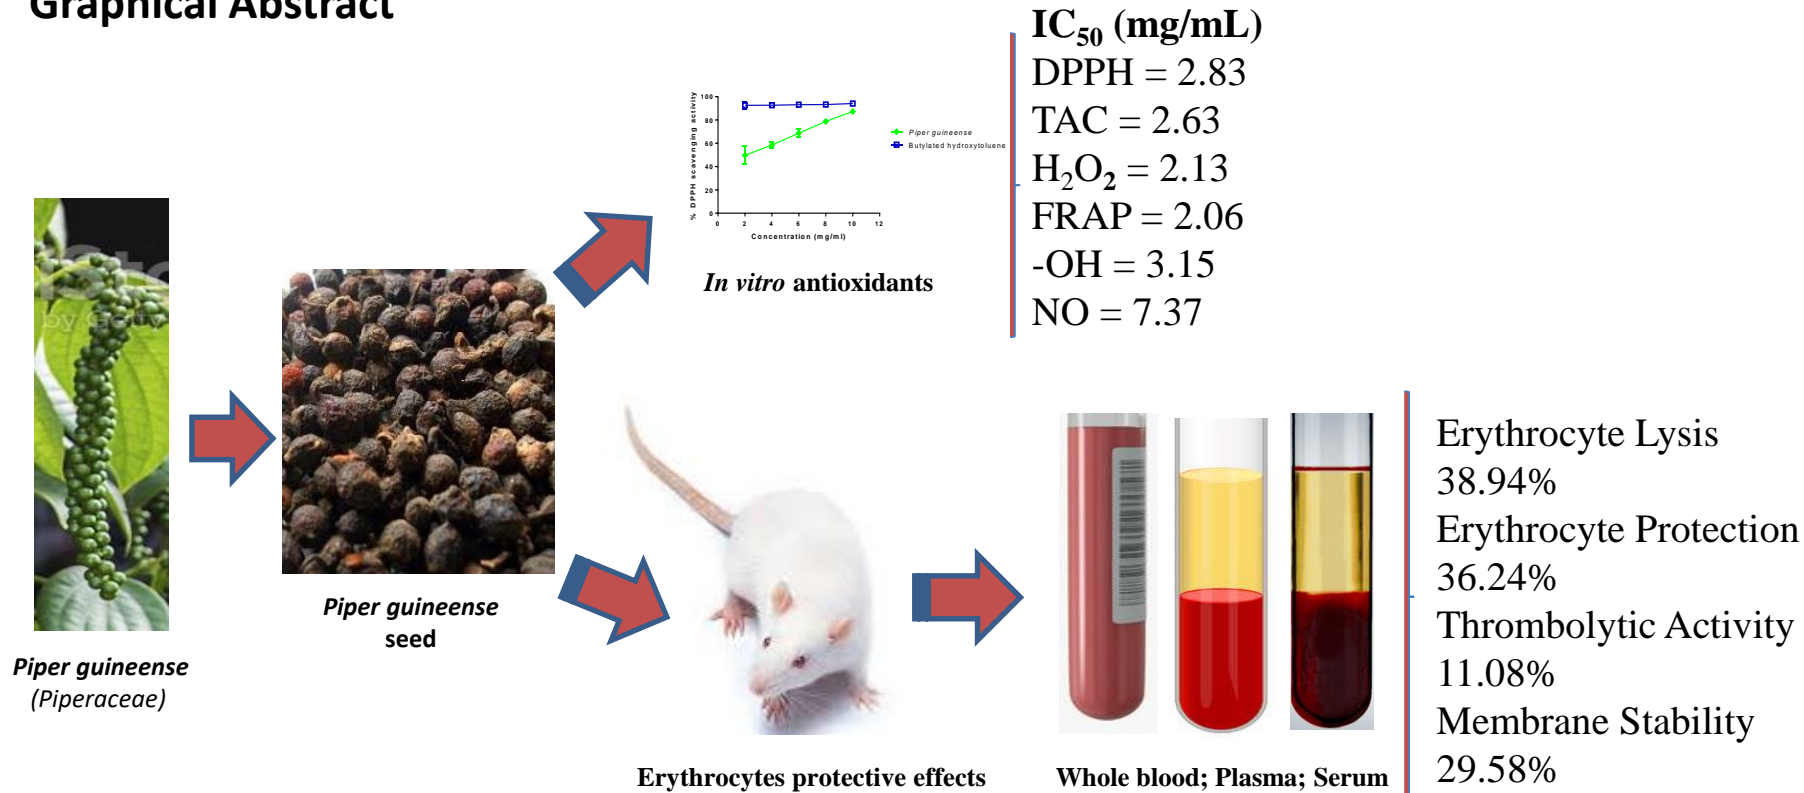 Graphical Abstract
IC50 (mg/mL)
DPPH = 2.83
TAC = 2.63
H2O2 = 2.13
FRAP = 2.06
-OH = 3.15
NO = 7.37
% DPPH scavenging activity
100
80
60
40
20
0
0 2 4 6 8 10 12
Concentration (mg/ml)
Piper guineense
Butylated hydroxytoluene
In vitro antioxidants
by Getty
Piper guineense
(Piperaceae)
Piper guineense
seed
Erythrocytes protective effects
Whole blood; Plasma; Serum
Erythrocyte Lysis
38.94%
Erythrocyte Protection
36.24%
Thrombolytic Activity
11.08%
Membrane Stability
29.58%